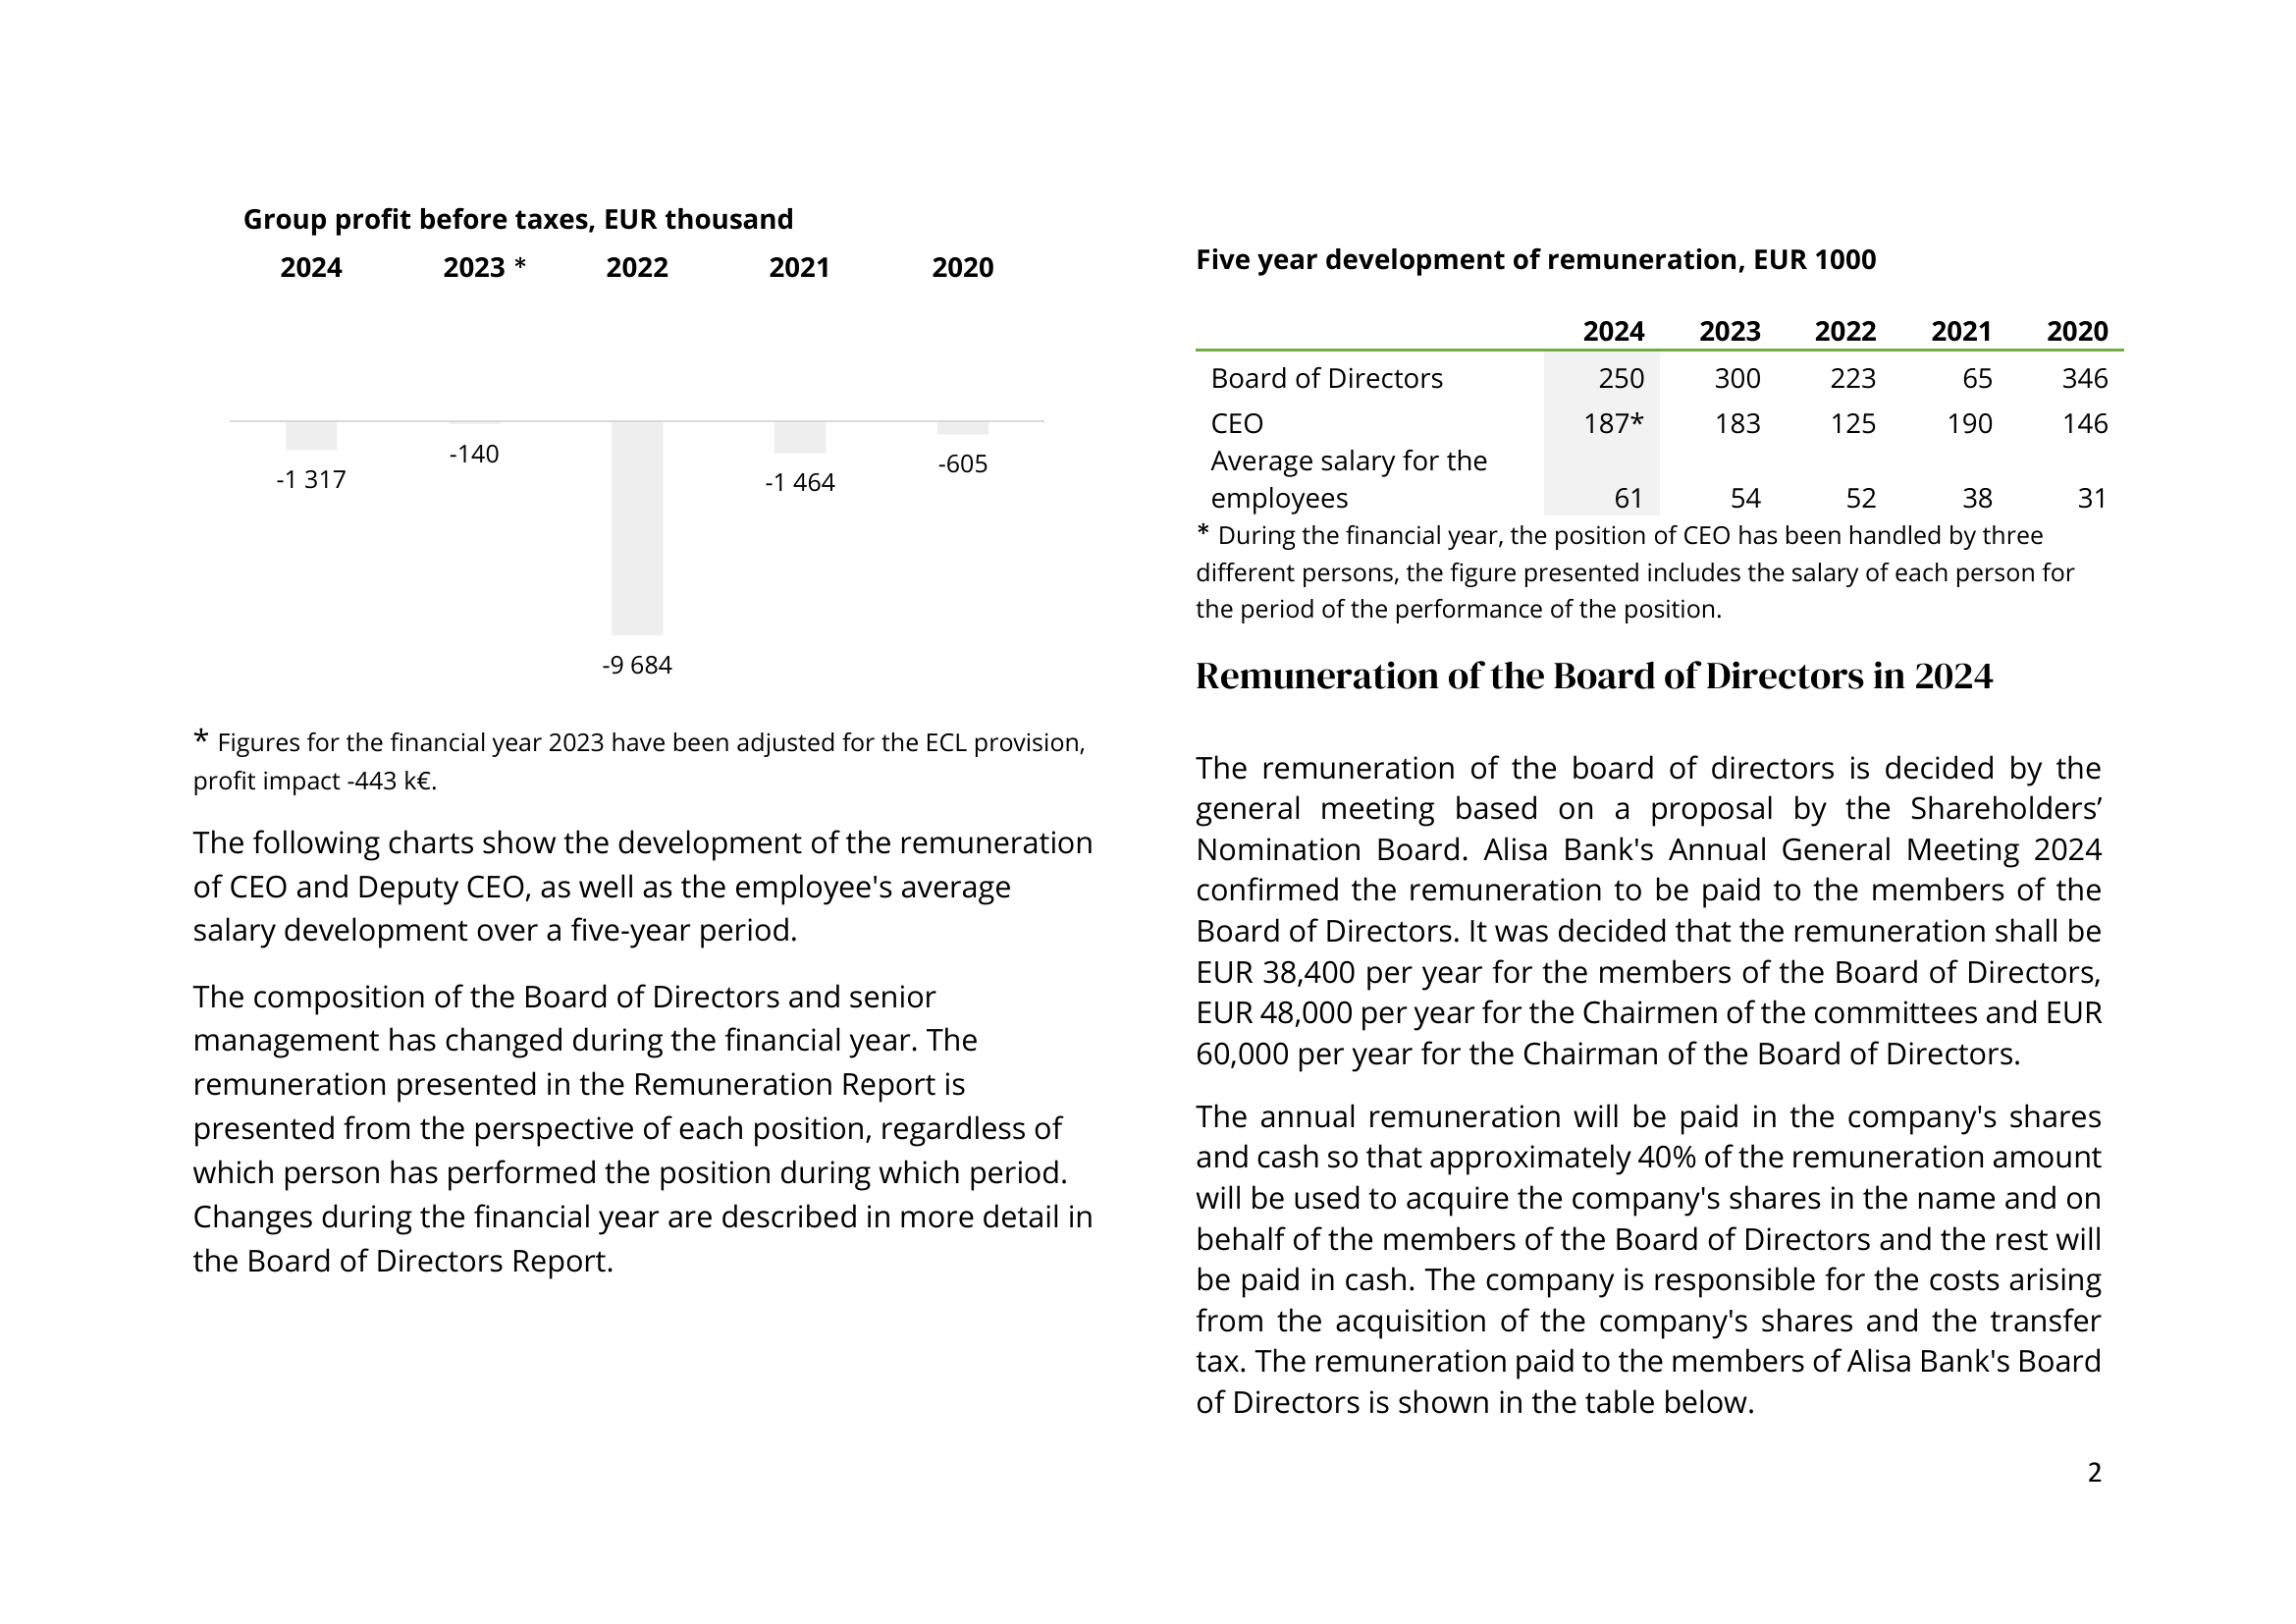 Group profit before taxes, EUR thousand
2024 2023 * 2022 2021 2020
-1 317 -140 -9 684 -1 464 -605
* Figures for the financial year 2023 have been adjusted for the ECL provision,
profit impact -443 k€.
The following charts show the development of the remuneration
of CEO and Deputy CEO, as well as the employee's average
salary development over a five-year period.
The composition of the Board of Directors and senior
management has changed during the financial year. The
remuneration presented in the Remuneration Report is
presented from the perspective of each position, regardless of
which person has performed the position during which period.
Changes during the financial year are described in more detail in
the Board of Directors Report.
Five year development of remuneration, EUR 1000
2024 2023 2022 2021 2020
Board of Directors 250 300 223 65 346
CEO 187* 183 125 190 146
Average salary for the
employees 61 54 52 38 31
* During the financial year, the position of CEO has been handled by three
different persons, the figure presented includes the salary of each person for
the period of the performance of the position.
Remuneration of the Board of Directors in 2024
The remuneration of the board of directors is decided by the
general meeting based on a proposal by the Shareholders’
Nomination Board. Alisa Bank's Annual General Meeting 2024
confirmed the remuneration to be paid to the members of the
Board of Directors. It was decided that the remuneration shall be
EUR 38,400 per year for the members of the Board of Directors,
EUR 48,000 per year for the Chairmen of the committees and EUR
60,000 per year for the Chairman of the Board of Directors.
The annual remuneration will be paid in the company's shares
and cash so that approximately 40% of the remuneration amount
will be used to acquire the company's shares in the name and on
behalf of the members of the Board of Directors and the rest will
be paid in cash. The company is responsible for the costs arising
from the acquisition of the company's shares and the transfer
tax. The remuneration paid to the members of Alisa Bank's Board
of Directors is shown in the table below.
2